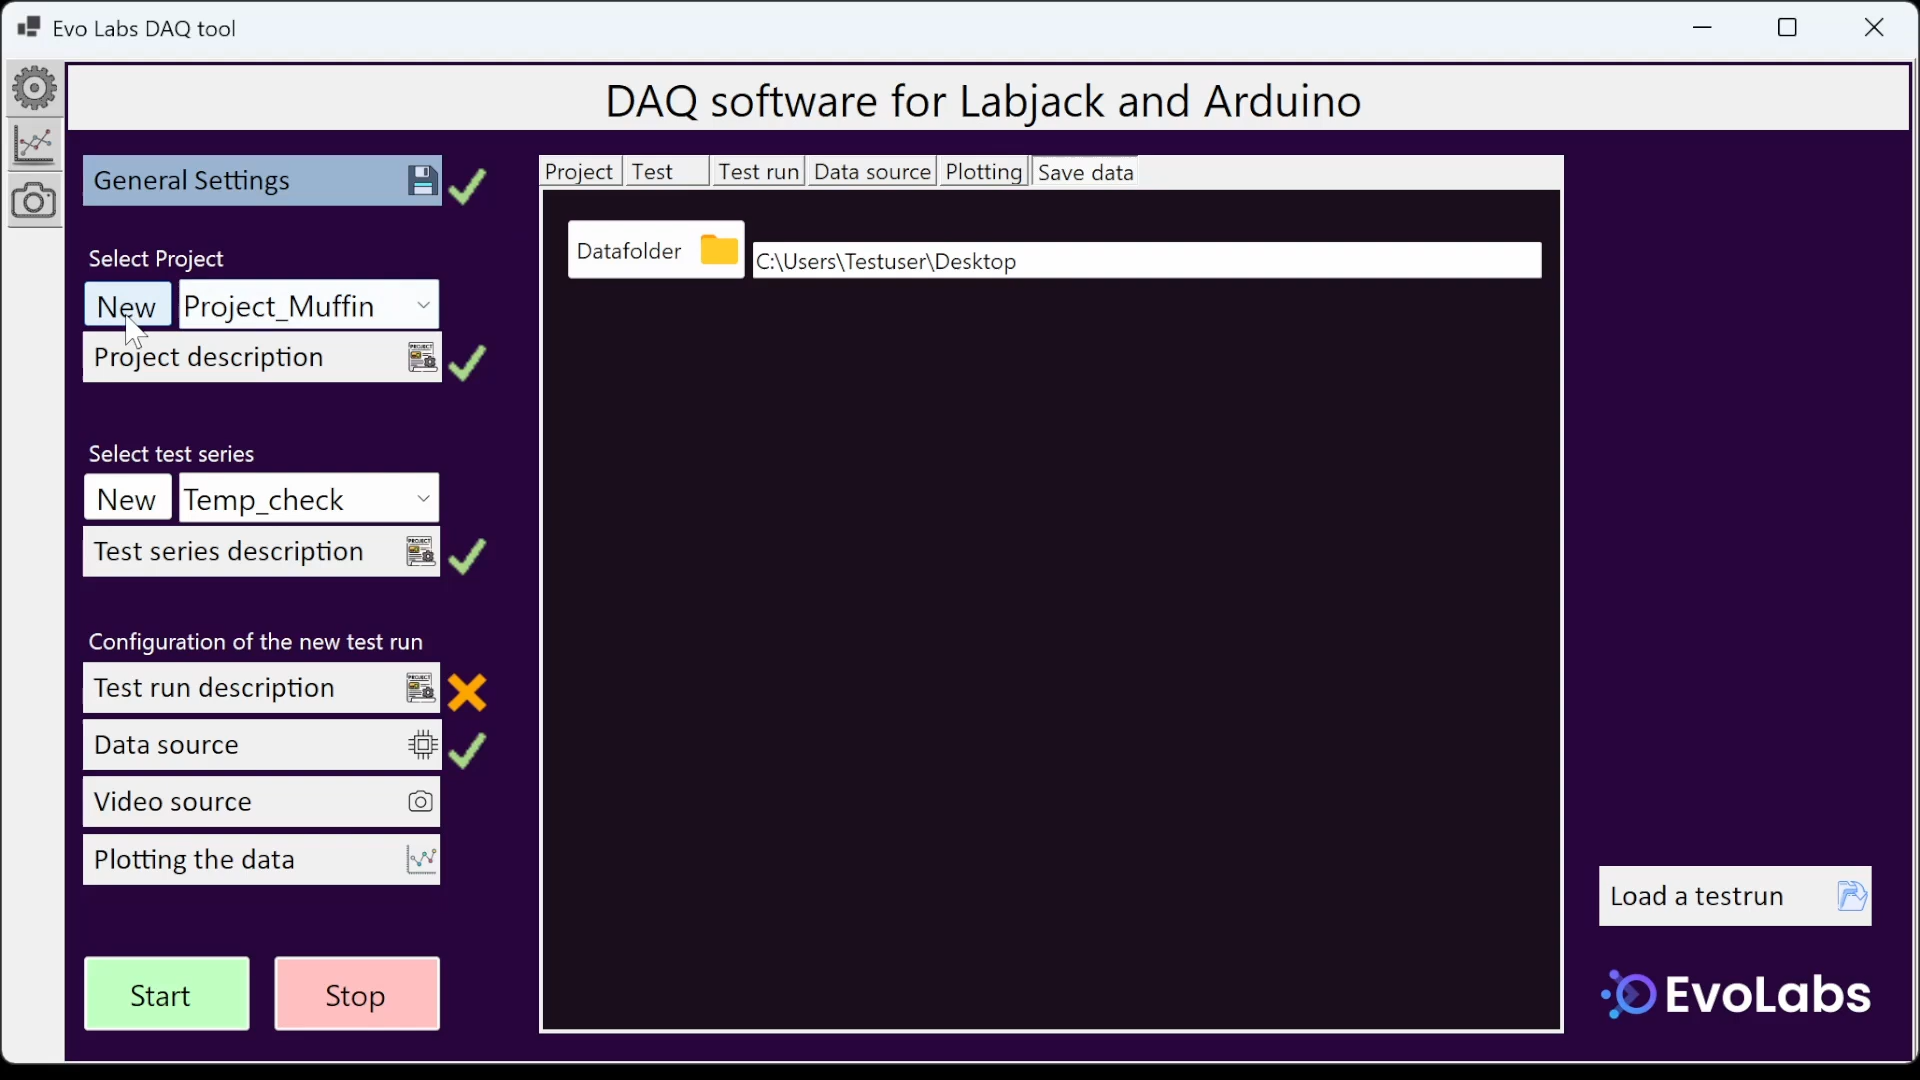 Evo Labs DAQ tool
DAQ software for Labjack and Arduino
General Settings
Select Project
New
Project_Muffin
Project description
Select test series
New
Temp_check
Test series description
Configuration of the new test run
Test run description
Data source
Video source
Plotting the data
Start
Stop
Project
Test
Test run
Data source
Plotting
Save data
Datafolder
C:\Users\Testuser\Desktop
Load a testrun
EvoLabs